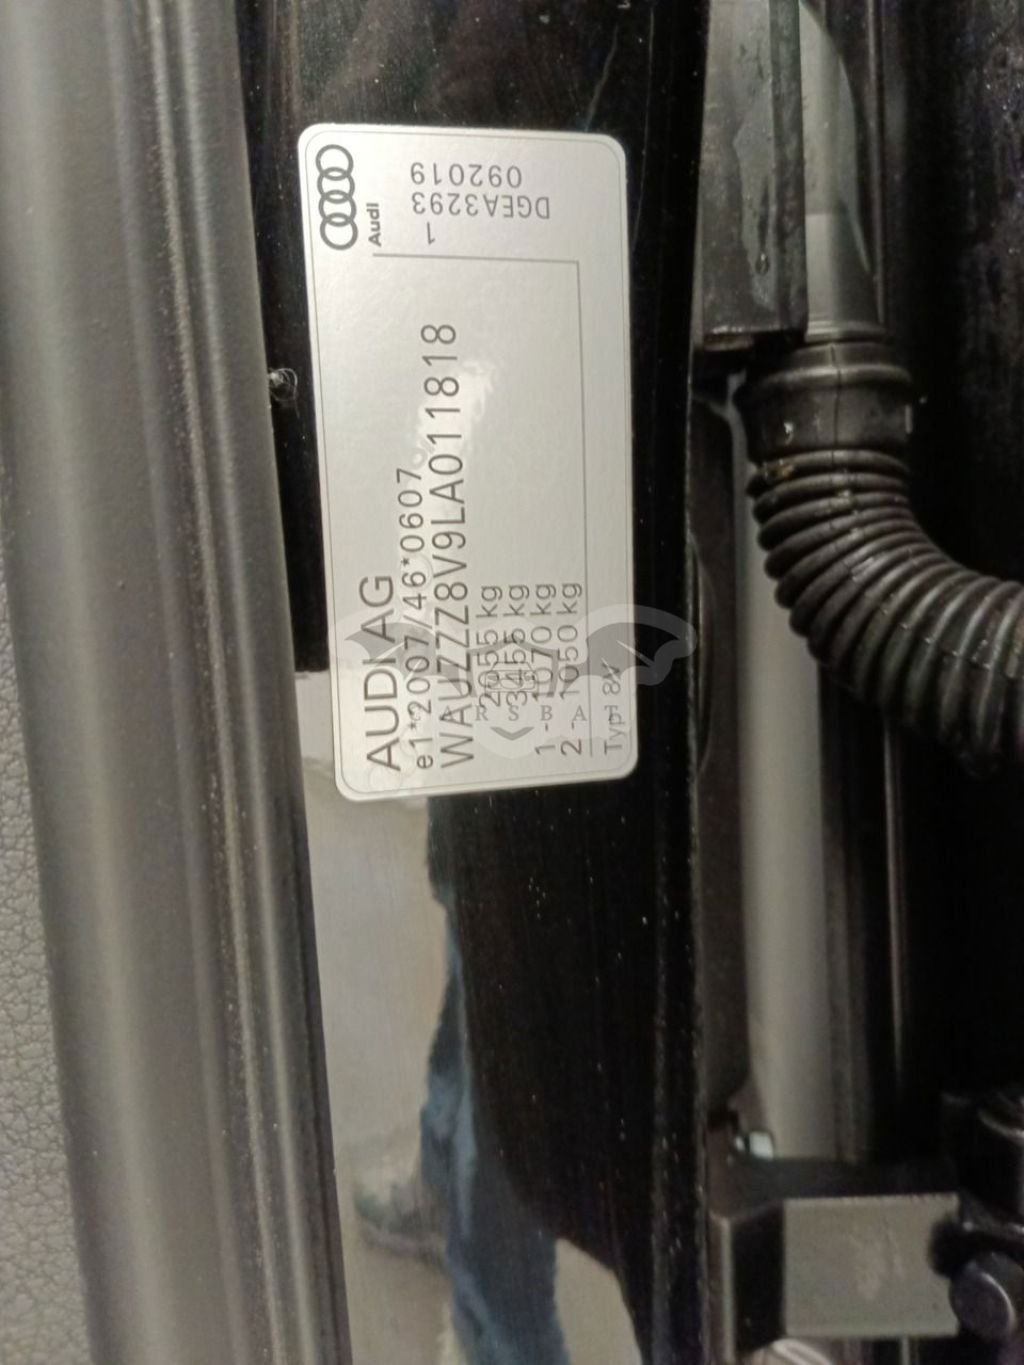 AUDI AG
e1*2007/46*0607
WAUZZZ8V9LA011818
2055 kg
3455 kg
1 - 1070 kg
2 - 1050 kg
Typ 8V
Audi
1
DGEA3293
092019
CARSBAT